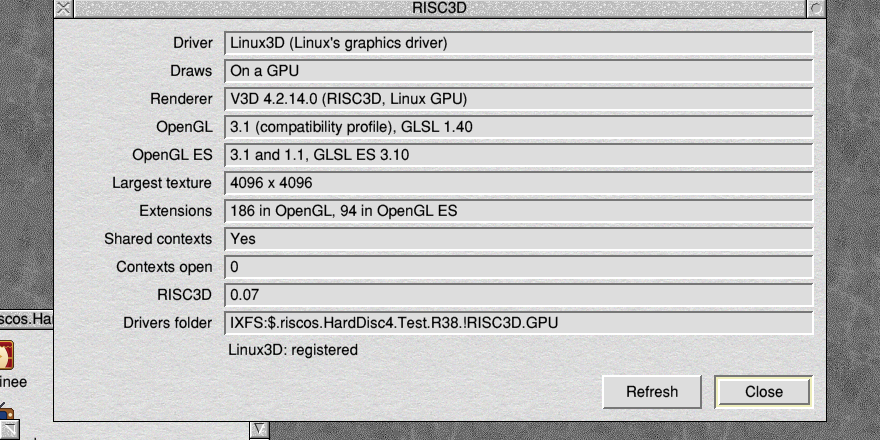 RISC3D
Driver Linux3D (Linux's graphics driver)
Draws On a GPU
Renderer V3D 4.2.14.0 (RISC3D, Linux GPU)
OpenGL 3.1 (compatibility profile), GLSL 1.40
OpenGL ES 3.1 and 1.1, GLSL ES 3.10
Largest texture 4096 x 4096
Extensions 186 in OpenGL, 94 in OpenGL ES
Shared contexts Yes
Contexts open 0
RISC3D 0.07
Drivers folder IXFS:$.riscos.HardDisc4.Test.R38.!RISC3D.GPU
Linux3D: registered
Refresh Close
scos.Har
inee